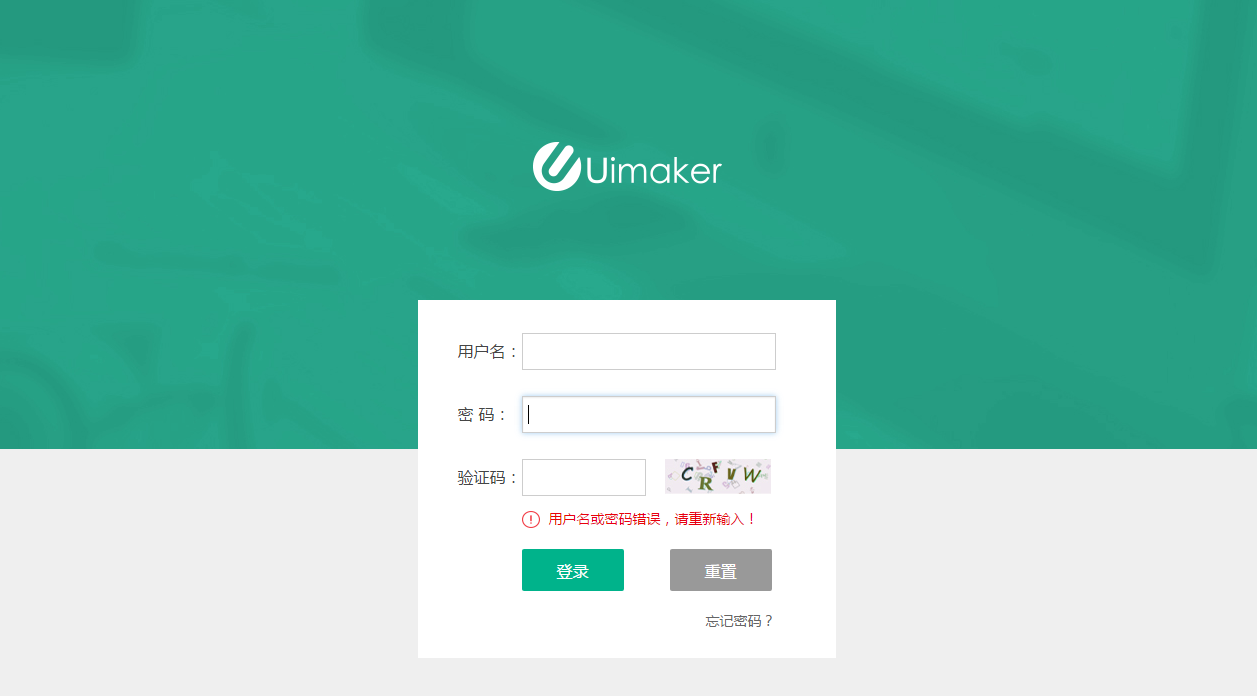 Uimaker
用户名：
密 码：
验证码： CRFVW
用户名或密码错误，请重新输入！
登录 重置
忘记密码？